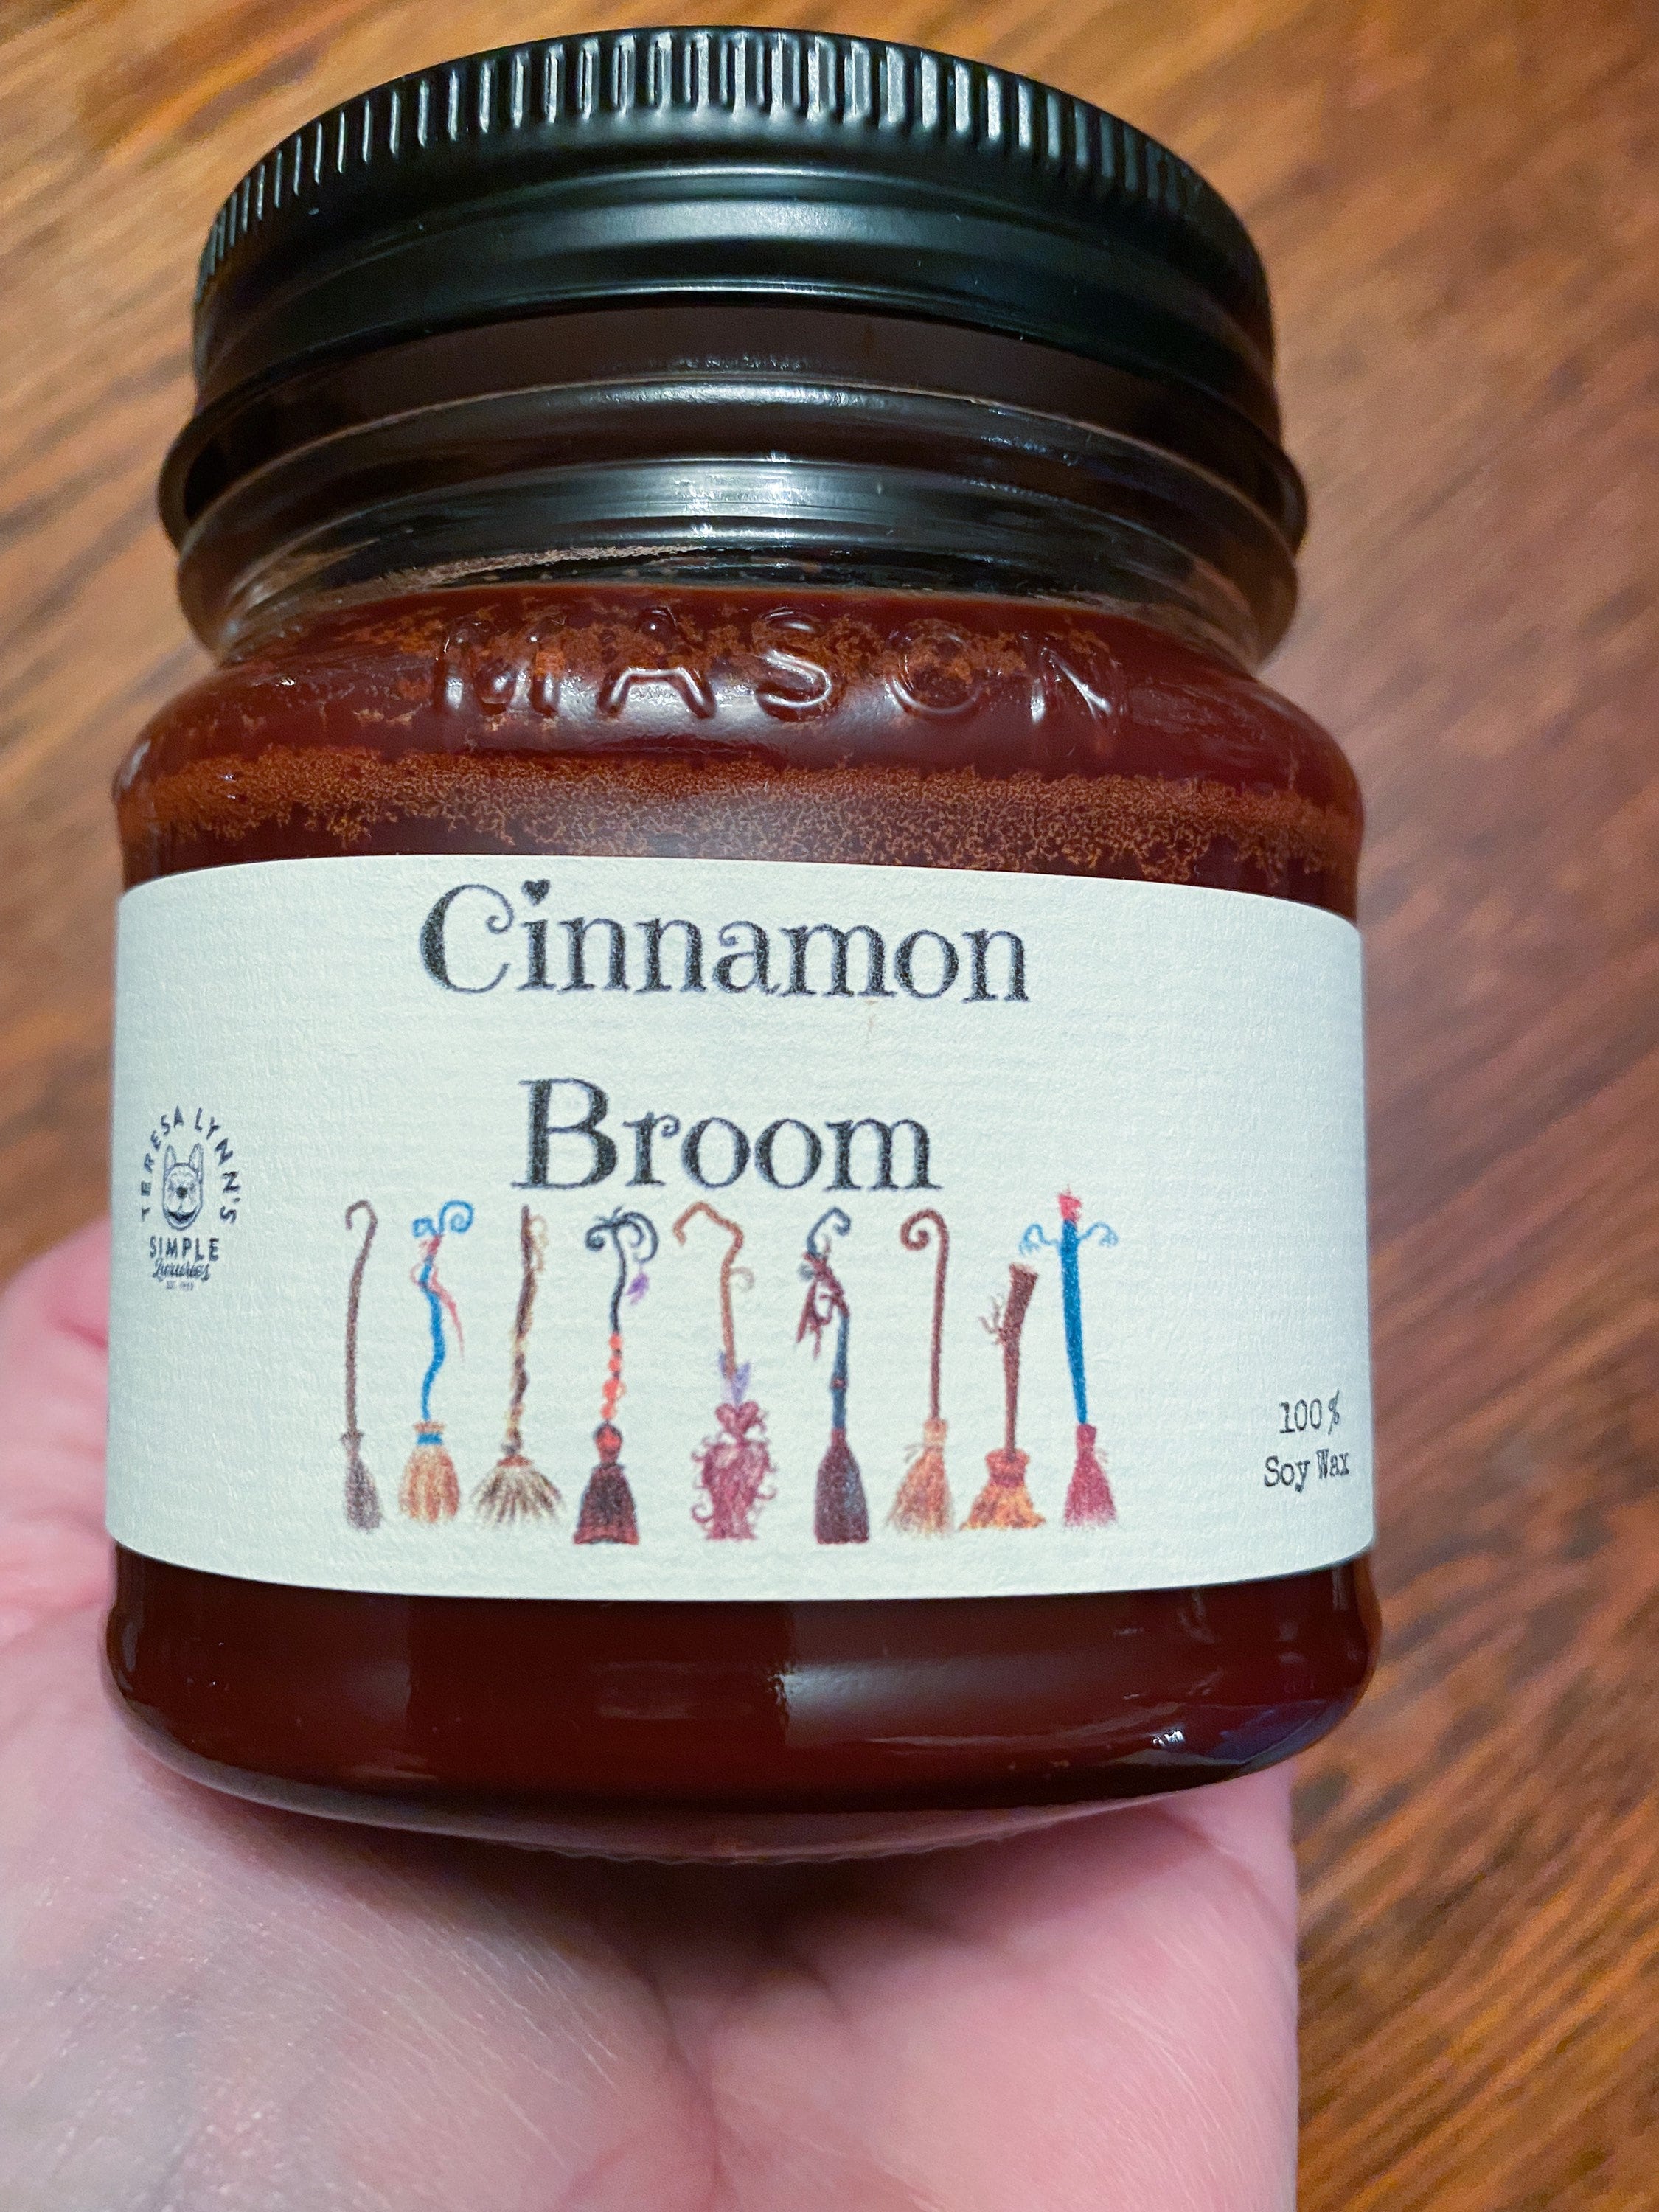 MASON
Cinnamon
Broom
TERESA LYNN'S
SIMPLE
Luxuries
100%
Soy Wax